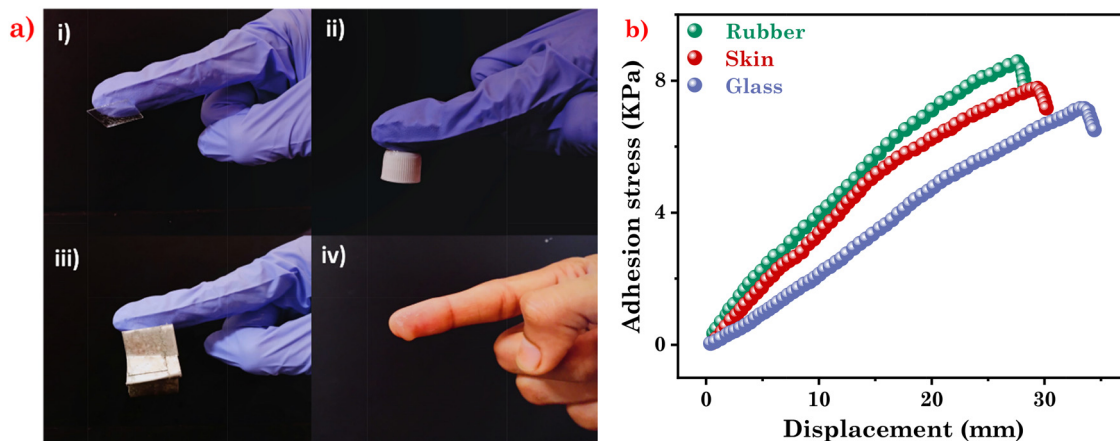 a)
i)
ii)
iii)
iv)
b)
Rubber
Skin
Glass
Adhesion stress (KPa)
8
4
0
0 10 20 30
Displacement (mm)